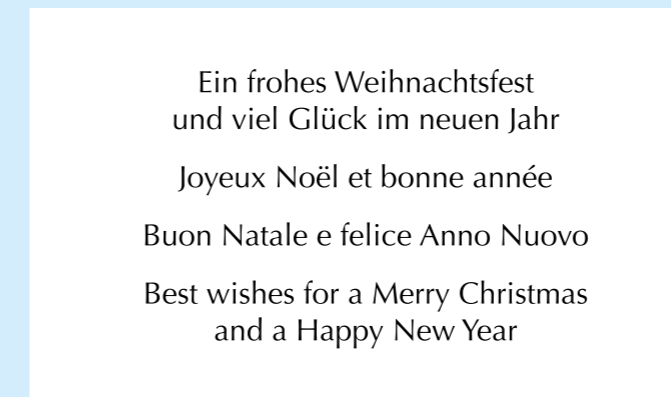 Ein frohes Weihnachtsfest
und viel Glück im neuen Jahr
Joyeux Noël et bonne année
Buon Natale e felice Anno Nuovo
Best wishes for a Merry Christmas
and a Happy New Year